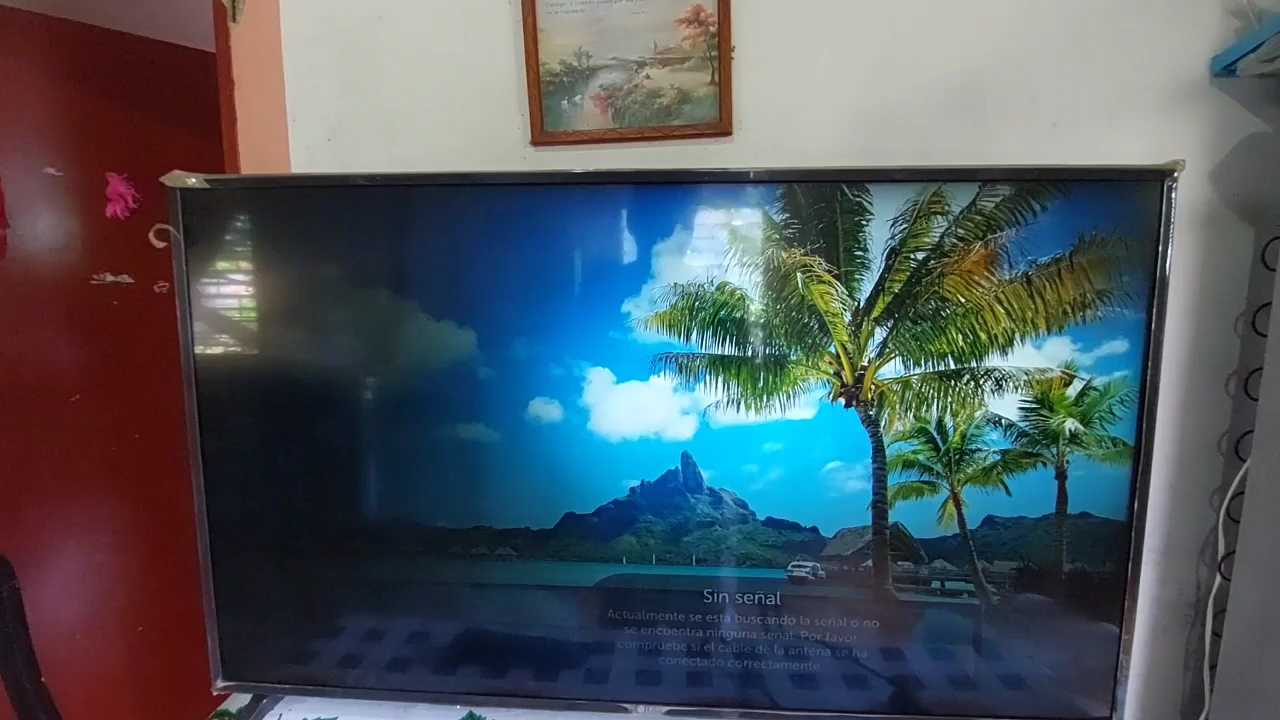 Sin señal
Actualmente se está buscando la señal o no
se encuentra ninguna señal. Por favor
compruebe si el cable de la antena se ha
conectado correctamente